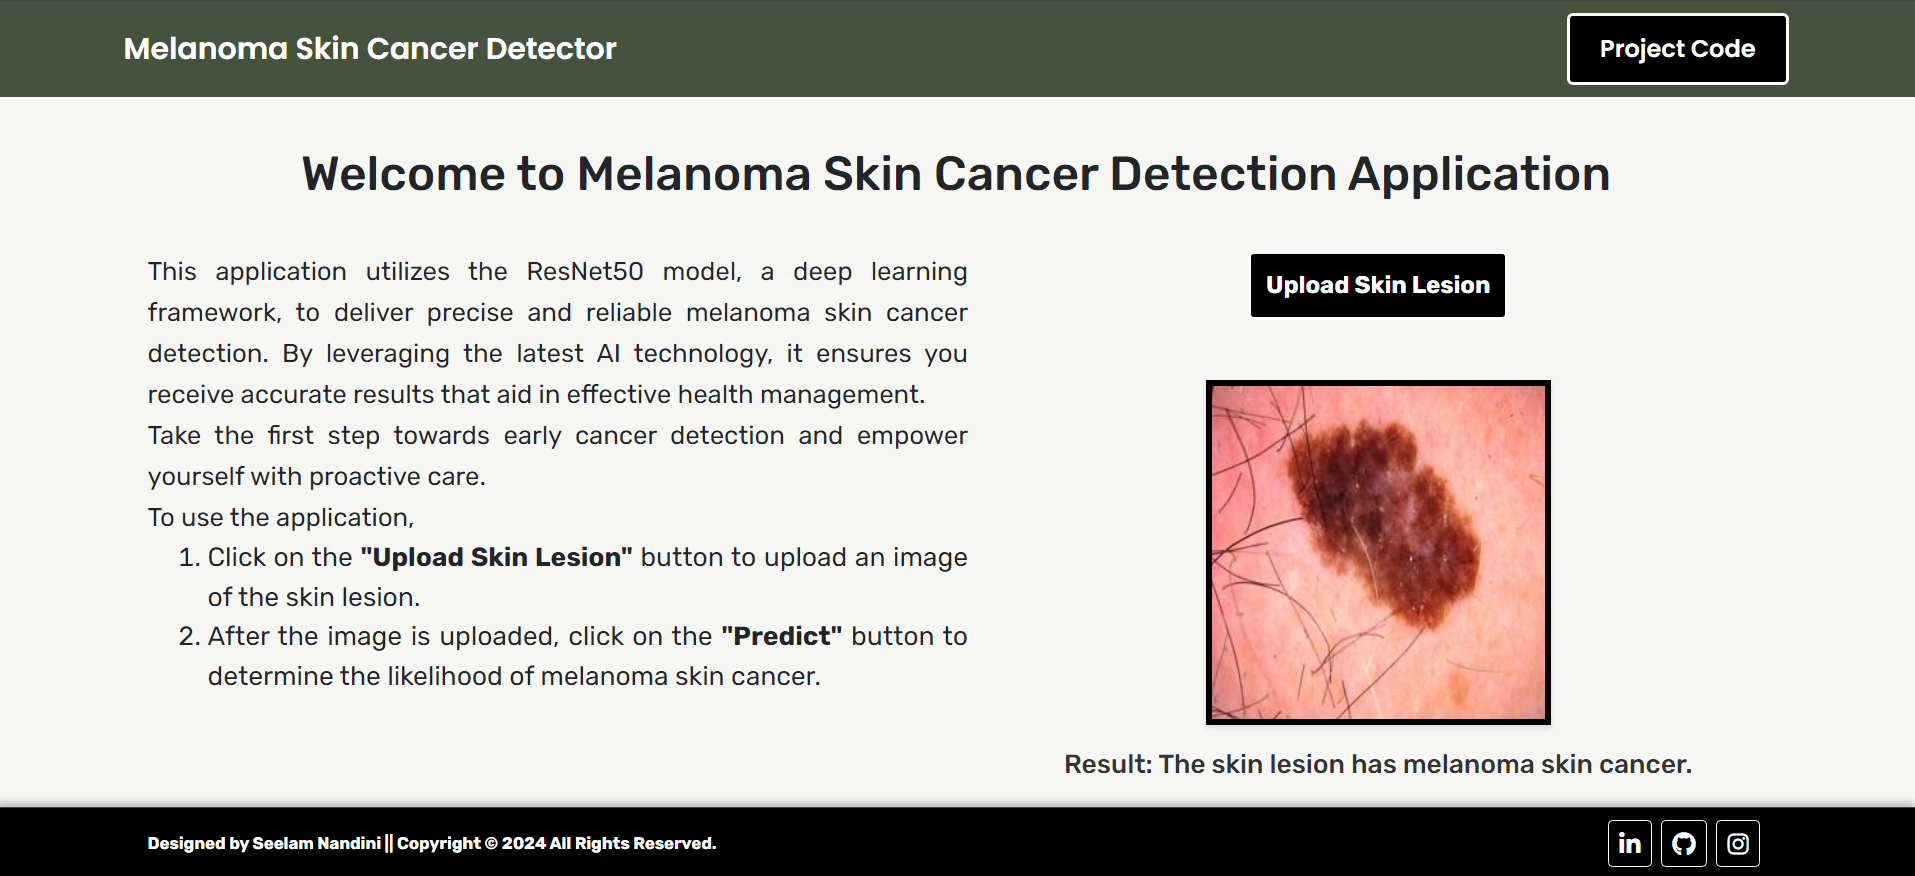 Melanoma Skin Cancer Detector
Project Code
Welcome to Melanoma Skin Cancer Detection Application
This application utilizes the ResNet50 model, a deep learning
framework, to deliver precise and reliable melanoma skin cancer
detection. By leveraging the latest AI technology, it ensures you
receive accurate results that aid in effective health management.
Take the first step towards early cancer detection and empower
yourself with proactive care.
To use the application,
1. Click on the "Upload Skin Lesion" button to upload an image
of the skin lesion.
2. After the image is uploaded, click on the "Predict" button to
determine the likelihood of melanoma skin cancer.
Upload Skin Lesion
Result: The skin lesion has melanoma skin cancer.
Designed by Seelam Nandini || Copyright © 2024 All Rights Reserved.
in